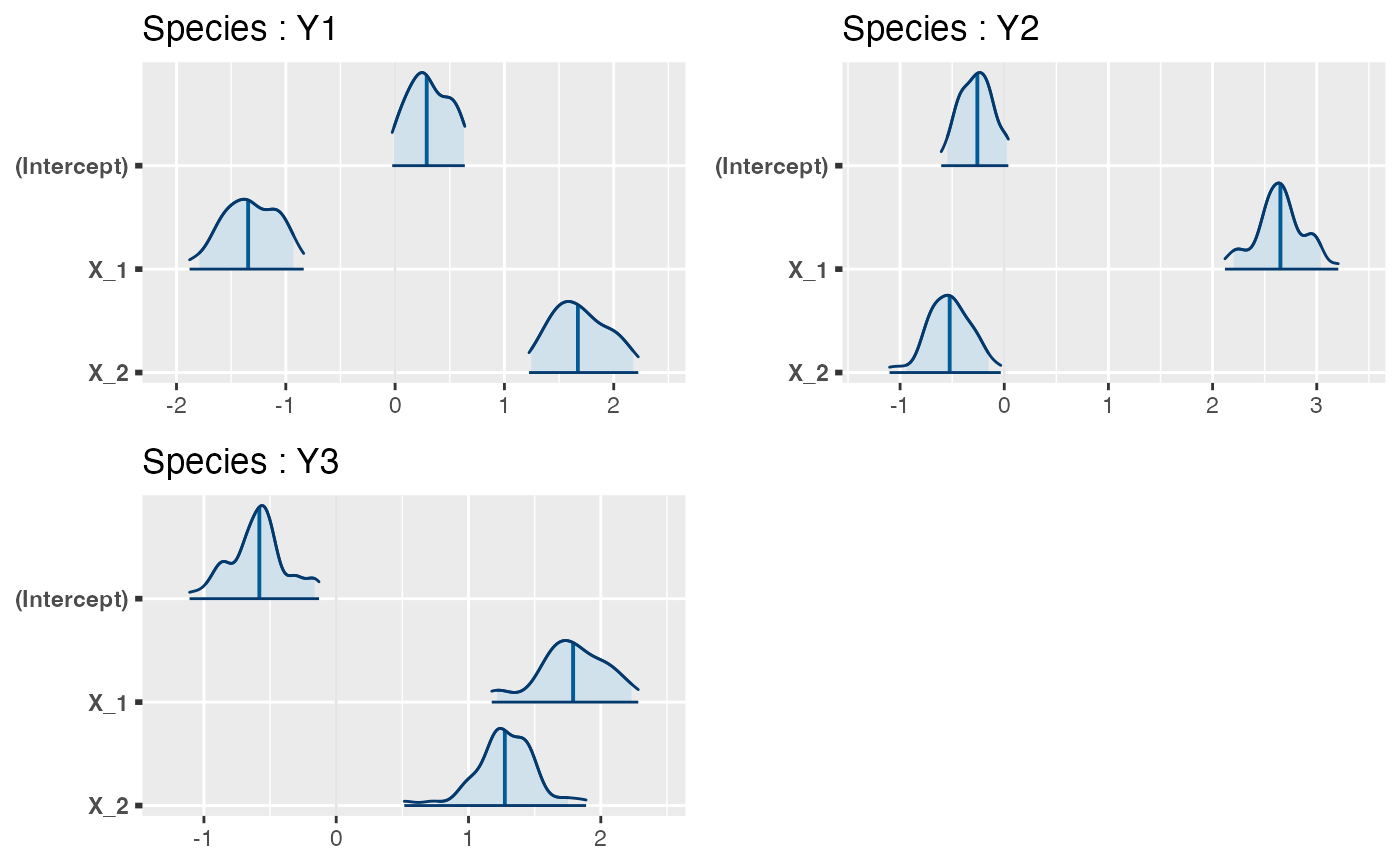 Species : Y1
(Intercept)
X_1
X_2
-2 -1 0 1 2
Species : Y2
(Intercept)
X_1
X_2
-1 0 1 2 3
Species : Y3
(Intercept)
X_1
X_2
-1 0 1 2